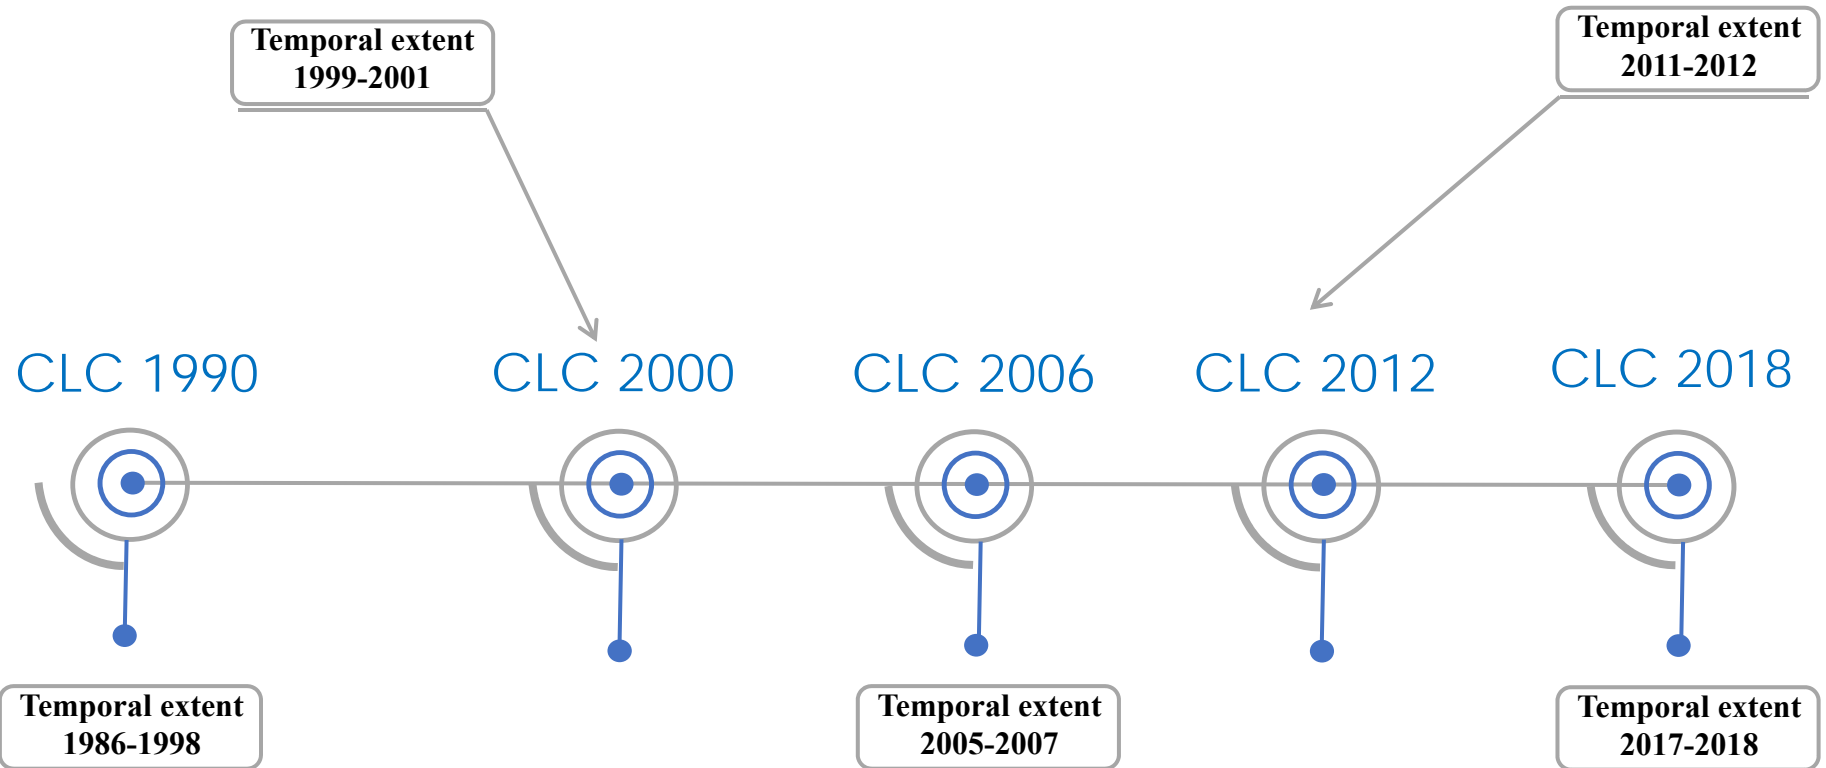 Temporal extent
1999-2001
Temporal extent
2011-2012
CLC 1990
CLC 2000
CLC 2006
CLC 2012
CLC 2018
Temporal extent
1986-1998
Temporal extent
2005-2007
Temporal extent
2017-2018